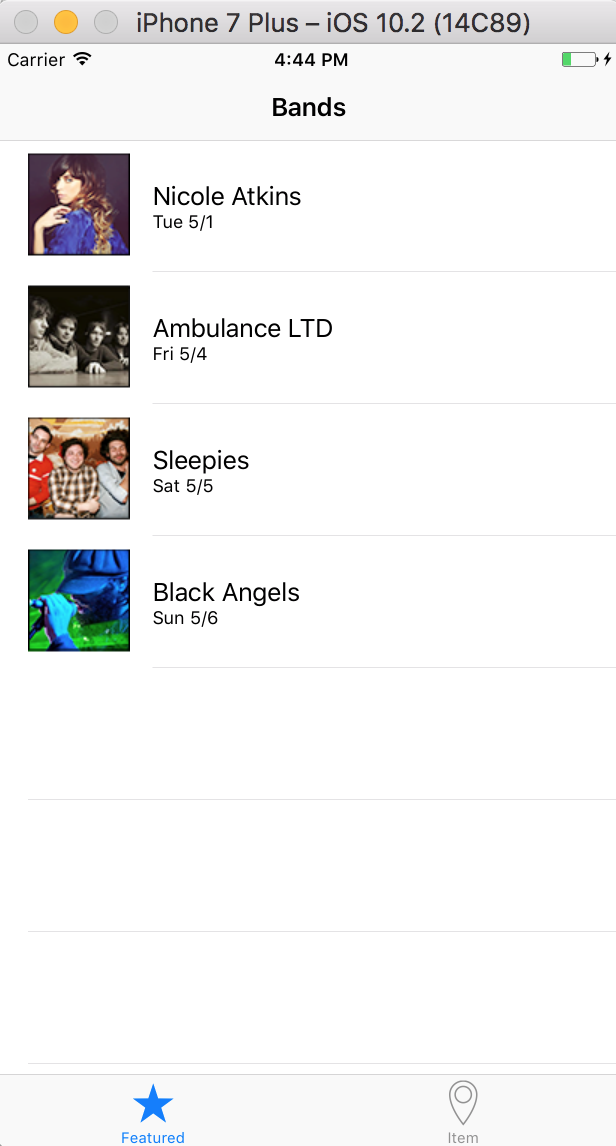 iPhone 7 Plus – iOS 10.2 (14C89)
Carrier 4:44 PM
Bands
Nicole Atkins
Tue 5/1
Ambulance LTD
Fri 5/4
Sleepies
Sat 5/5
Black Angels
Sun 5/6
Featured Item